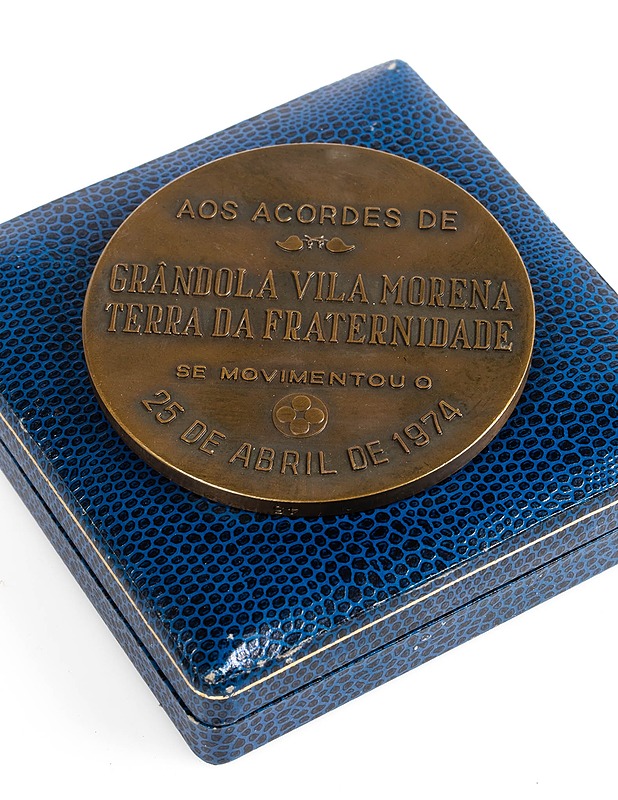 AOS ACORDES DE
GRÂNDOLA VILA MORENA
TERRA DA FRATERNIDADE
SE MOVIMENTOU O
25 DE ABRIL DE 1974